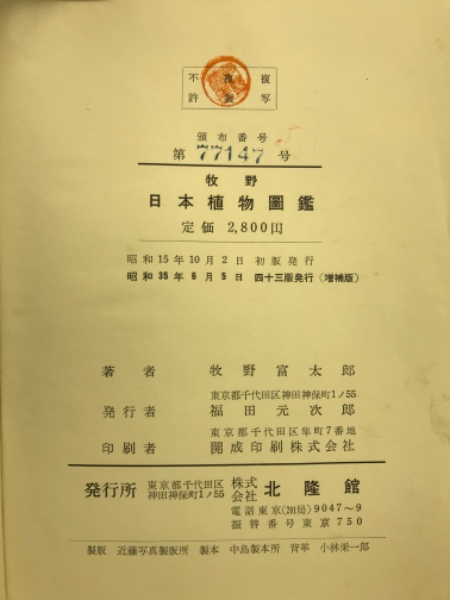 不許
複製
複写
頒布番号
第 77147 号
牧野
日本植物圖鑑
定価 2,800円
昭和15年10月2日 初版発行
昭和35年6月5日 四十三版発行(増補版)
著者 牧野富太郎
東京都千代田区神田神保町1ノ55
発行者 福田元次郎
東京都千代田区隼町7番地
印刷者 開成印刷株式会社
発行所 東京都千代田区神田神保町1ノ55 株式会社 北隆館
電話東京(291局)9047~9
振替番号東京750
製版 近藤写真製版所 製本 中島製本所 背革 小林栄一郎